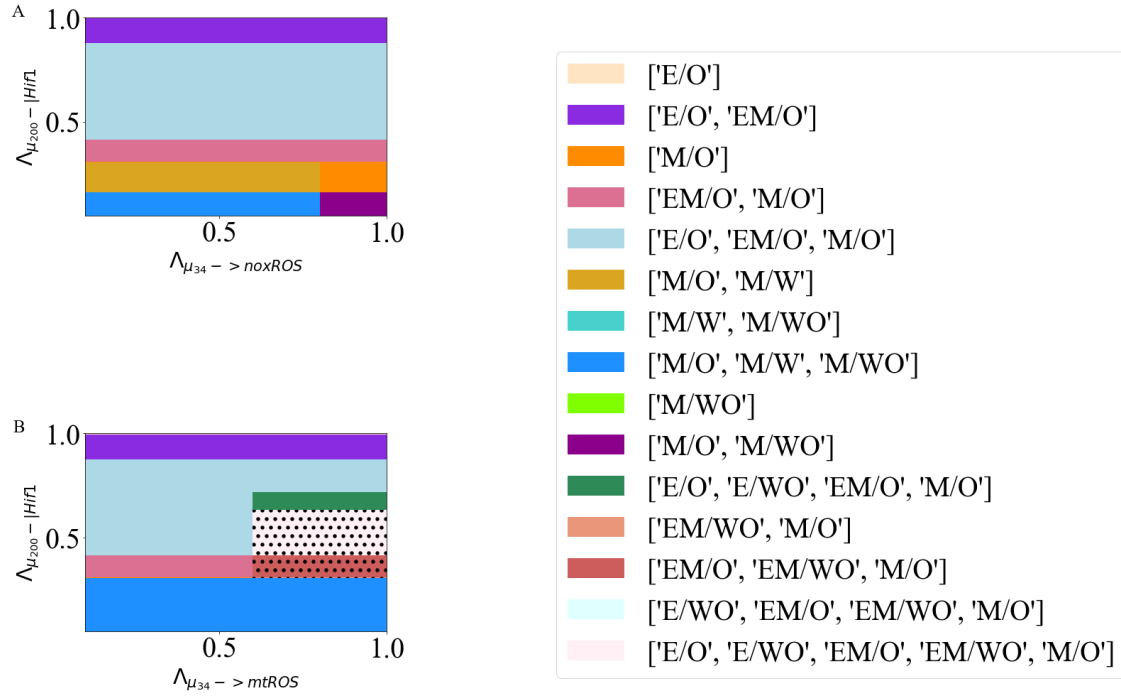 A
1.0
0.5
Λμ200 − |Hif1
0.5
1.0
Λμ34 − > noxROS
B
1.0
0.5
Λμ200 − |Hif1
0.5
1.0
Λμ34 − > mtROS
['E/O']
['E/O', 'EM/O']
['M/O']
['EM/O', 'M/O']
['E/O', 'EM/O', 'M/O']
['M/O', 'M/W']
['M/W', 'M/WO']
['M/O', 'M/W', 'M/WO']
['M/WO']
['M/O', 'M/WO']
['E/O', 'E/WO', 'EM/O', 'M/O']
['EM/WO', 'M/O']
['EM/O', 'EM/WO', 'M/O']
['E/WO', 'EM/O', 'EM/WO', 'M/O']
['E/O', 'E/WO', 'EM/O', 'EM/WO', 'M/O']